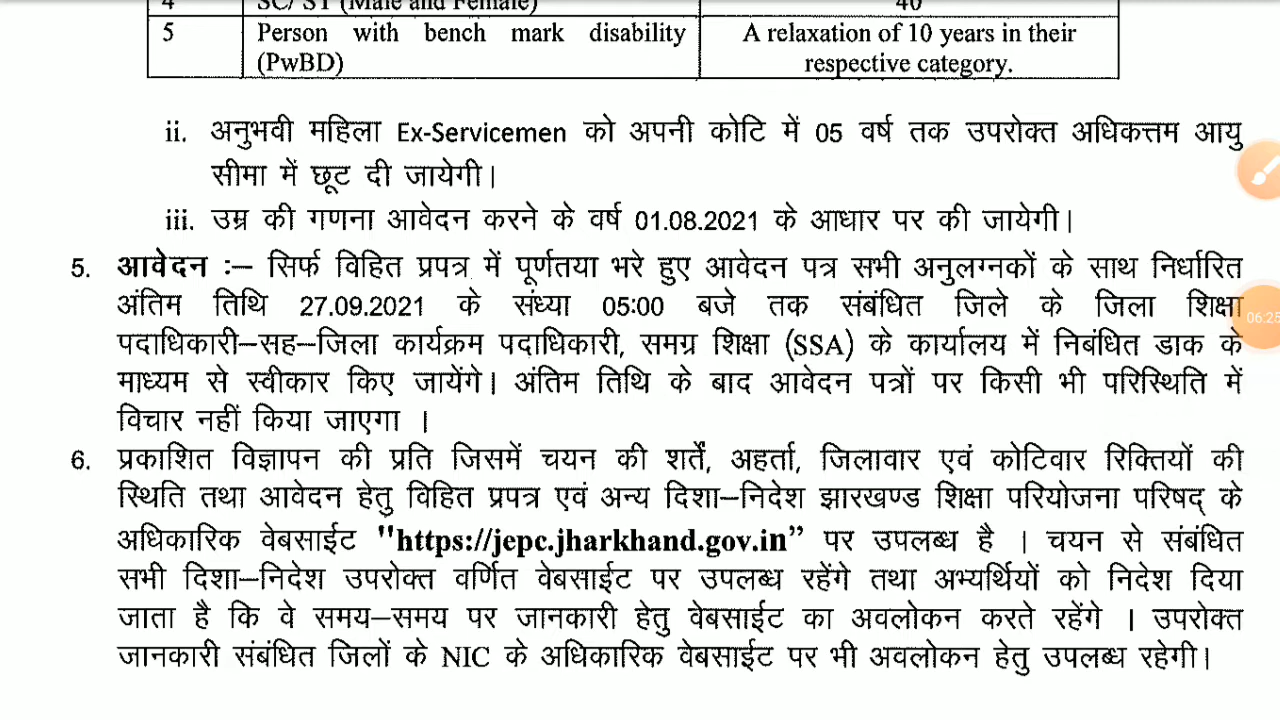 4 SC/ ST (Male and Female) 40
5 Person with bench mark disability A relaxation of 10 years in their
(PwBD) respective category.
ii. अनुभवी महिला Ex-Servicemen को अपनी कोटि में 05 वर्ष तक उपरोक्त अधिकत्तम आयु
सीमा में छूट दी जायेगी।
iii. उम्र की गणना आवेदन करने के वर्ष 01.08.2021 के आधार पर की जायेगी।
5. आवेदन :– सिर्फ विहित प्रपत्र में पूर्णतया भरे हुए आवेदन पत्र सभी अनुलग्नकों के साथ निर्धारित
अंतिम तिथि 27.09.2021 के संध्या 05:00 बजे तक संबंधित जिले के जिला शिक्षा
06:25
पदाधिकारी–सह–जिला कार्यक्रम पदाधिकारी, समग्र शिक्षा (SSA) के कार्यालय में निबंधित डाक के
माध्यम से स्वीकार किए जायेंगे। अंतिम तिथि के बाद आवेदन पत्रों पर किसी भी परिस्थिति में
विचार नहीं किया जाएगा ।
6. प्रकाशित विज्ञापन की प्रति जिसमें चयन की शर्तें, अहर्ता, जिलावार एवं कोटिवार रिक्तियों की
स्थिति तथा आवेदन हेतु विहित प्रपत्र एवं अन्य दिशा–निदेश झारखण्ड शिक्षा परियोजना परिषद् के
अधिकारिक वेबसाईट "https://jepc.jharkhand.gov.in” पर उपलब्ध है । चयन से संबंधित
सभी दिशा–निदेश उपरोक्त वर्णित वेबसाईट पर उपलब्ध रहेंगे तथा अभ्यर्थियों को निदेश दिया
जाता है कि वे समय–समय पर जानकारी हेतु वेबसाईट का अवलोकन करते रहेंगे । उपरोक्त
जानकारी संबंधित जिलों के NIC के अधिकारिक वेबसाईट पर भी अवलोकन हेतु उपलब्ध रहेगी।